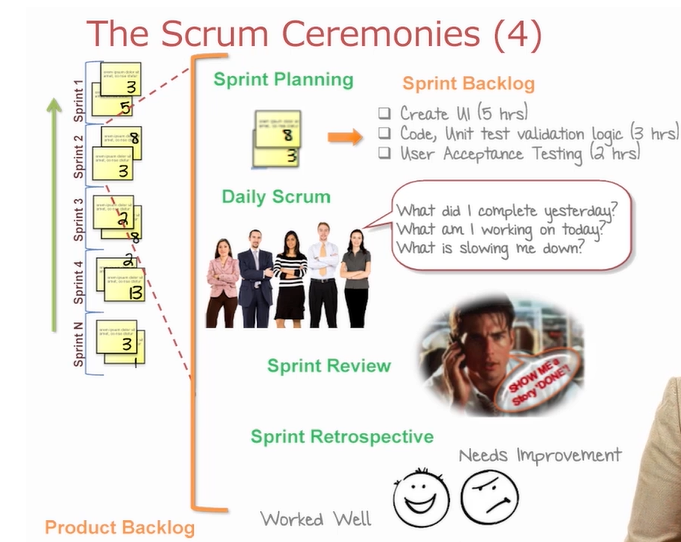 The Scrum Ceremonies (4)
Sprint 1
3
5
Sprint 2
8
3
Sprint 3
2
8
Sprint 4
2
13
Sprint N
3
1
Product Backlog
Sprint Planning
8
3
Sprint Backlog
Create UI (5 hrs)
Code, Unit test validation logic (3 hrs)
User Acceptance Testing (2 hrs)
Daily Scrum
What did I complete yesterday?
What am I working on today?
What is slowing me down?
Sprint Review
SHOW ME a
Story "DONE"!
Sprint Retrospective
Needs Improvement
Worked Well